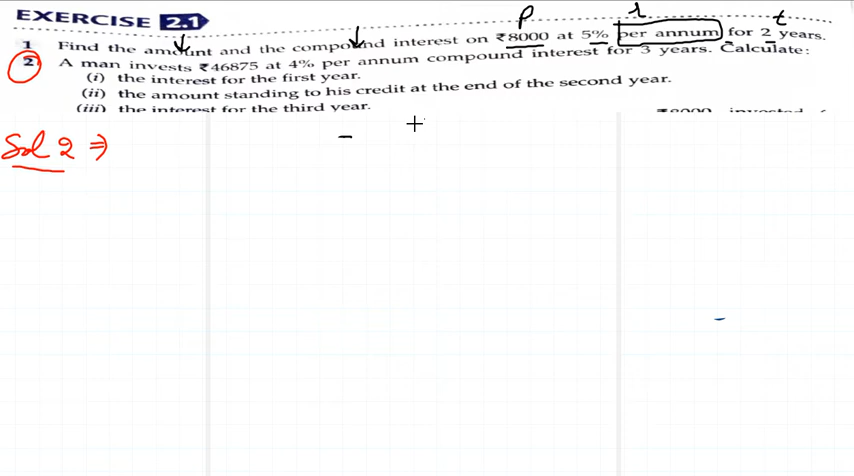 EXERCISE 2.1
p r t
1 Find the amount and the compound interest on ₹8000 at 5% per annum for 2 years.
2 A man invests ₹46875 at 4% per annum compound interest for 3 years. Calculate:
(i) the interest for the first year.
(ii) the amount standing to his credit at the end of the second year.
(iii) the interest for the third year.
₹8000 invested
Sol 2 ⇒